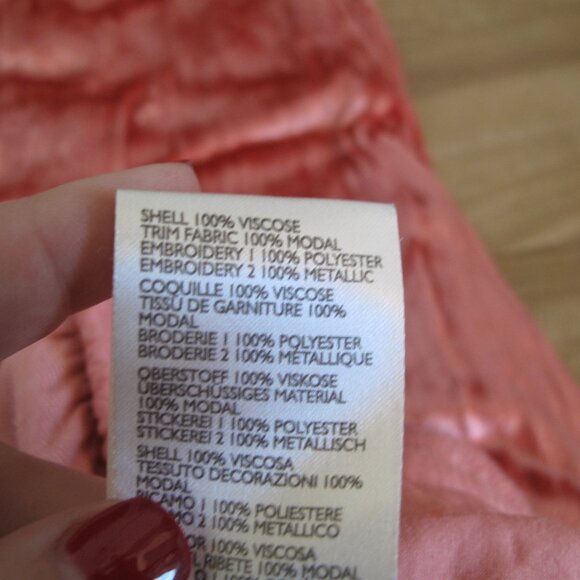 SHELL 100% VISCOSE
TRIM FABRIC 100% MODAL
EMBROIDERY 1 100% POLYESTER
EMBROIDERY 2 100% METALLIC
COQUILLE 100% VISCOSE
TISSU DE GARNITURE 100%
MODAL
BRODERIE 1 100% POLYESTER
BRODERIE 2 100% MÉTALLIQUE
OBERSTOFF 100% VISKOSE
ÜBERSCHÜSSIGES MATERIAL
100% MODAL
STICKEREI 1 100% POLYESTER
STICKEREI 2 100% METALLISCH
SHELL 100% VISCOSA
TESSUTO DECORAZIONI 100%
MODAL
RICAMO 1 100% POLIESTERE
2 100% METALLICO
100% VISCOSA
RIBETE 100% MODAL